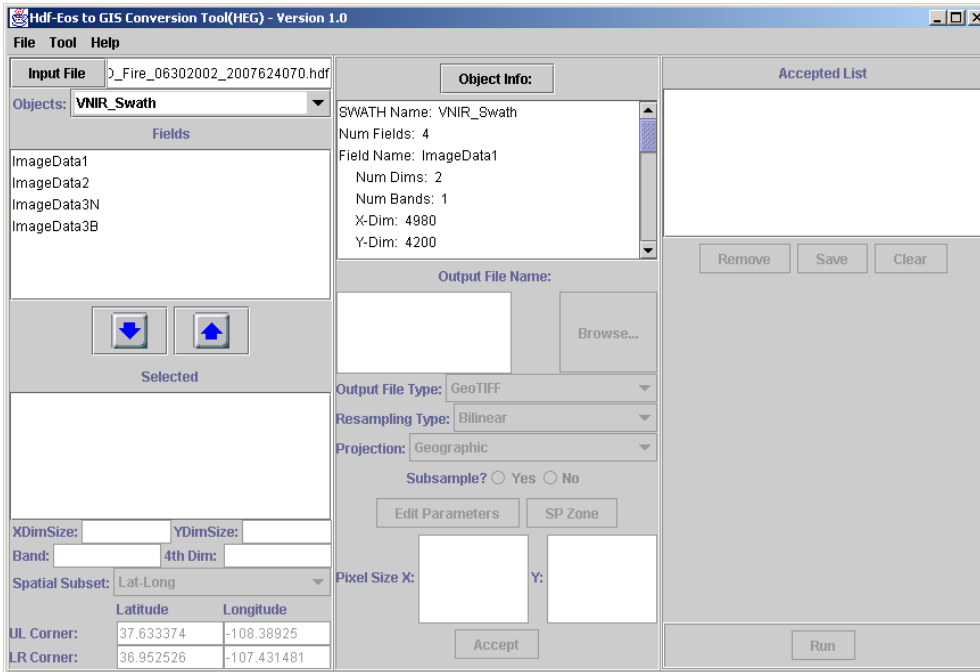 Hdf-Eos to GIS Conversion Tool(HEG) - Version 1.0
File Tool Help
Input File
_Fire_06302002_2007624070.hdf
Objects: VNIR_Swath
Fields
ImageData1
ImageData2
ImageData3N
ImageData3B
Selected
XDimSize: YDimSize:
Band: 4th Dim:
Spatial Subset: Lat-Long
Latitude Longitude
UL Corner: 37.633374 -108.38925
LR Corner: 36.952526 -107.431481
Object Info:
SWATH Name: VNIR_Swath
Num Fields: 4
Field Name: ImageData1
Num Dims: 2
Num Bands: 1
X-Dim: 4980
Y-Dim: 4200
Output File Name:
Browse...
Output File Type: GeoTIFF
Resampling Type: Bilinear
Projection: Geographic
Subsample? Yes No
Edit Parameters SP Zone
Pixel Size X: Y:
Accept
Accepted List
Remove Save Clear
Run